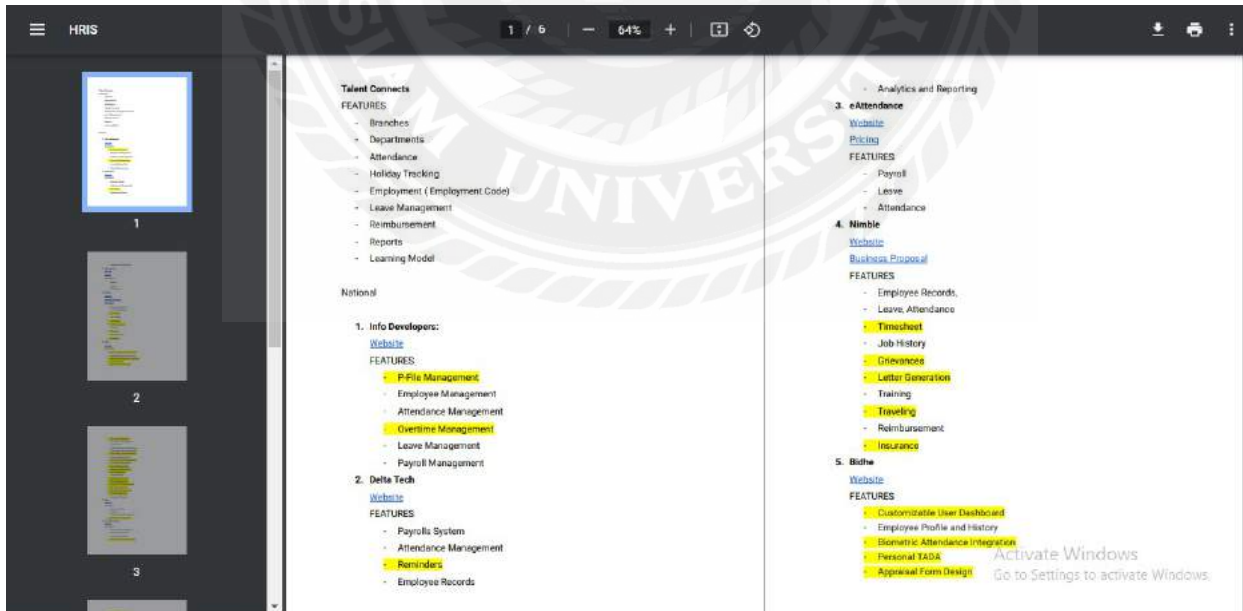 HRIS
1 / 6
64%
1
2
3
Talent Connects
FEATURES
- Branches
- Departments
- Attendance
- Holiday Tracking
- Employment ( Employment Code)
- Leave Management
- Reimbursement
- Reports
- Learning Model
National
1. Info Developers:
Website
FEATURES
- P-File Management
- Employee Management
- Attendance Management
- Overtime Management
- Leave Management
- Payroll Management
2. Delta Tech
Website
FEATURES
- Payrolls System
- Attendance Management
- Reminders
- Employee Records
- Analytics and Reporting
3. eAttendance
Website
Pricing
FEATURES
- Payroll
- Leave
- Attendance
4. Nimble
Website
Business Proposal
FEATURES
- Employee Records,
- Leave, Attendance
- Timesheet
- Job History
- Grievances
- Letter Generation
- Training
- Traveling
- Reimbursement
- Insurance
5. Bidhe
Website
FEATURES
- Customizable User Dashboard
- Employee Profile and History
- Biometric Attendance Integration
- Personal TADA
- Appraisal Form Design
Activate Windows
Go to Settings to activate Windows.
SIAM UNIVERSITY